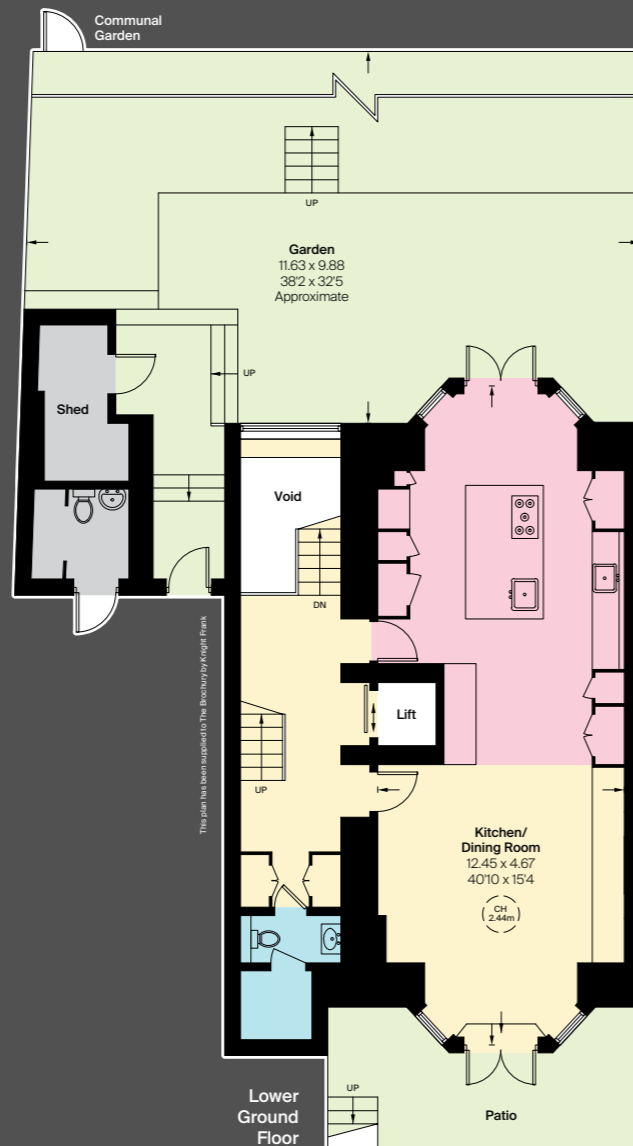 Communal
Garden
UP
Garden
11.63 x 9.88
38'2 x 32'5
Approximate
UP
Shed
Void
DN
This plan has been supplied to The Brochury by Knight Frank
Lift
UP
Kitchen/
Dining Room
12.45 x 4.67
40'10 x 15'4
CH
2.44m
Lower
Ground
Floor
UP
Patio